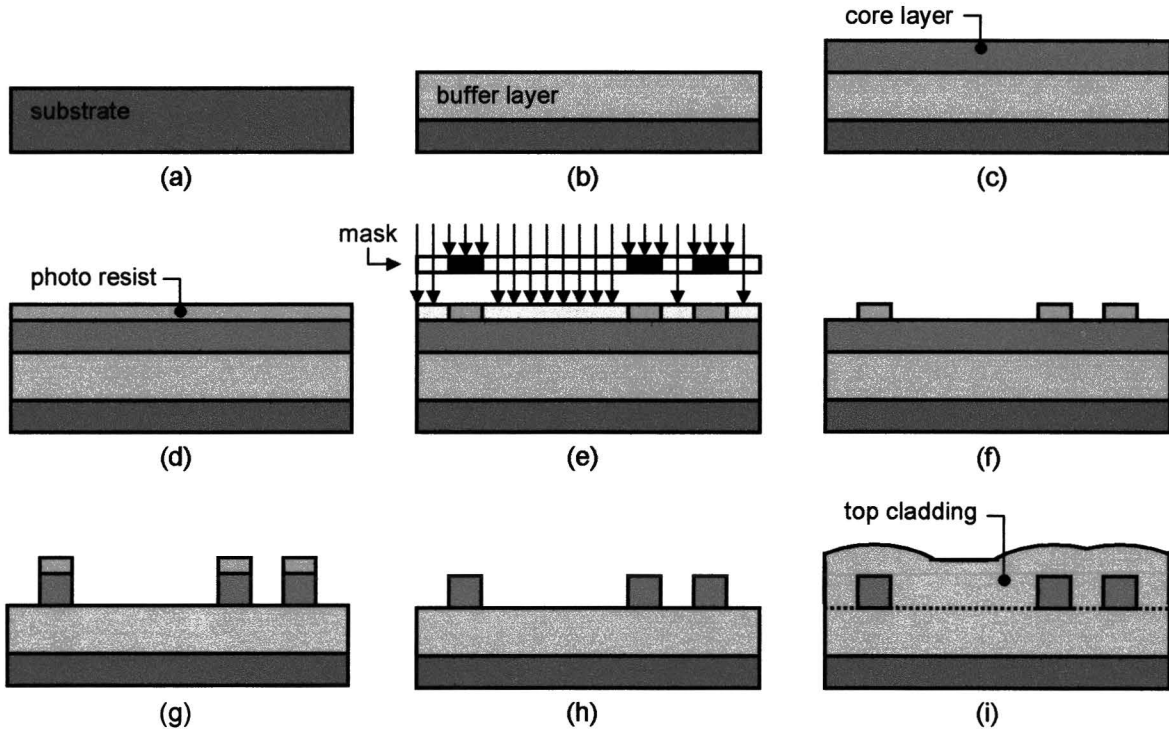 substrate
(a)
buffer layer
(b)
core layer
(c)
photo resist
(d)
mask
(e)
(f)
(g)
(h)
top cladding
(i)